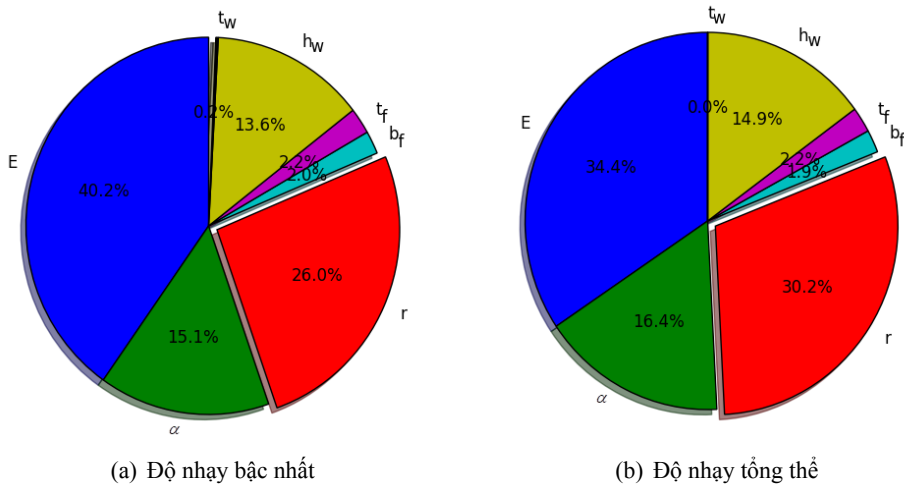 t_w
h_w
t_f
b_f
E
r
α
0.2%
13.6%
2.2%
2.0%
40.2%
26.0%
15.1%
(a) Độ nhạy bậc nhất
t_w
h_w
t_f
b_f
E
r
α
0.0%
14.9%
2.2%
1.9%
34.4%
30.2%
16.4%
(b) Độ nhạy tổng thể